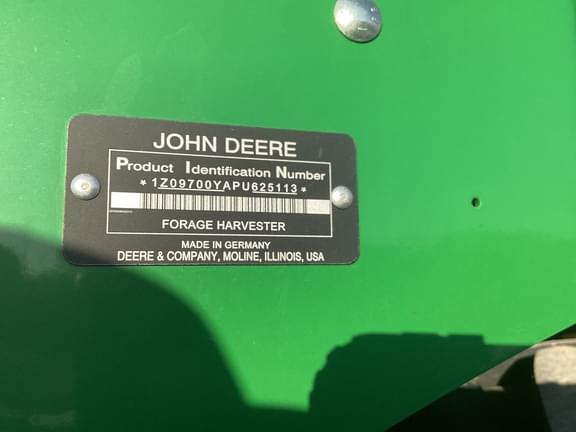 JOHN DEERE
Product Identification Number
*1Z09700YAPU625113*
FORAGE HARVESTER
MADE IN GERMANY
DEERE & COMPANY, MOLINE, ILLINOIS, USA